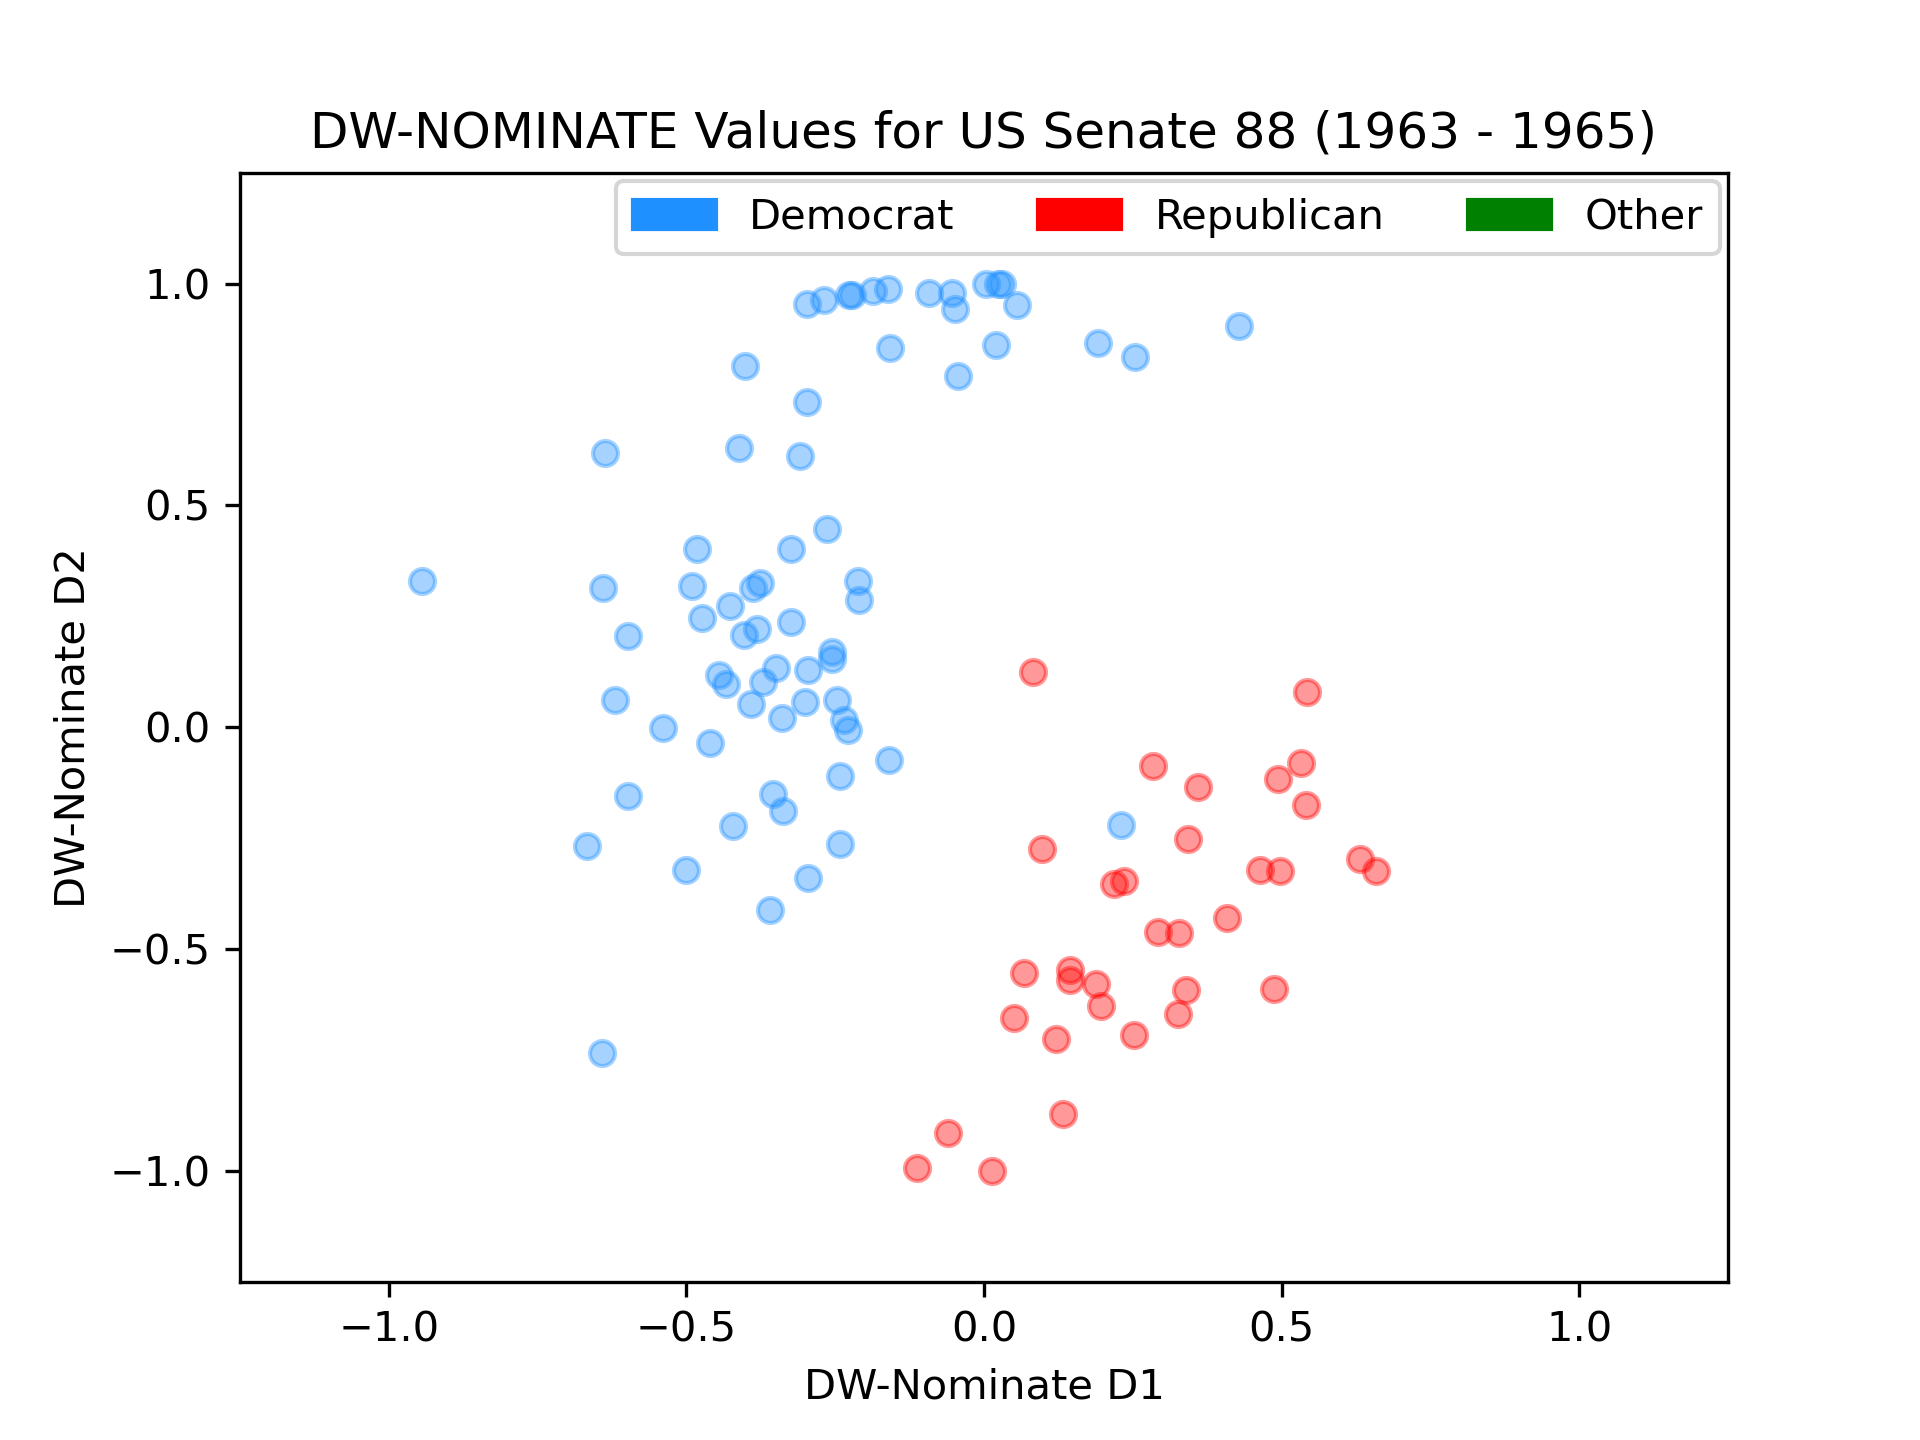 DW-NOMINATE Values for US Senate 88 (1963 - 1965)
Democrat Republican Other
1.0
0.5
0.0
−0.5
−1.0
DW-Nominate D2
−1.0 −0.5 0.0 0.5 1.0
DW-Nominate D1